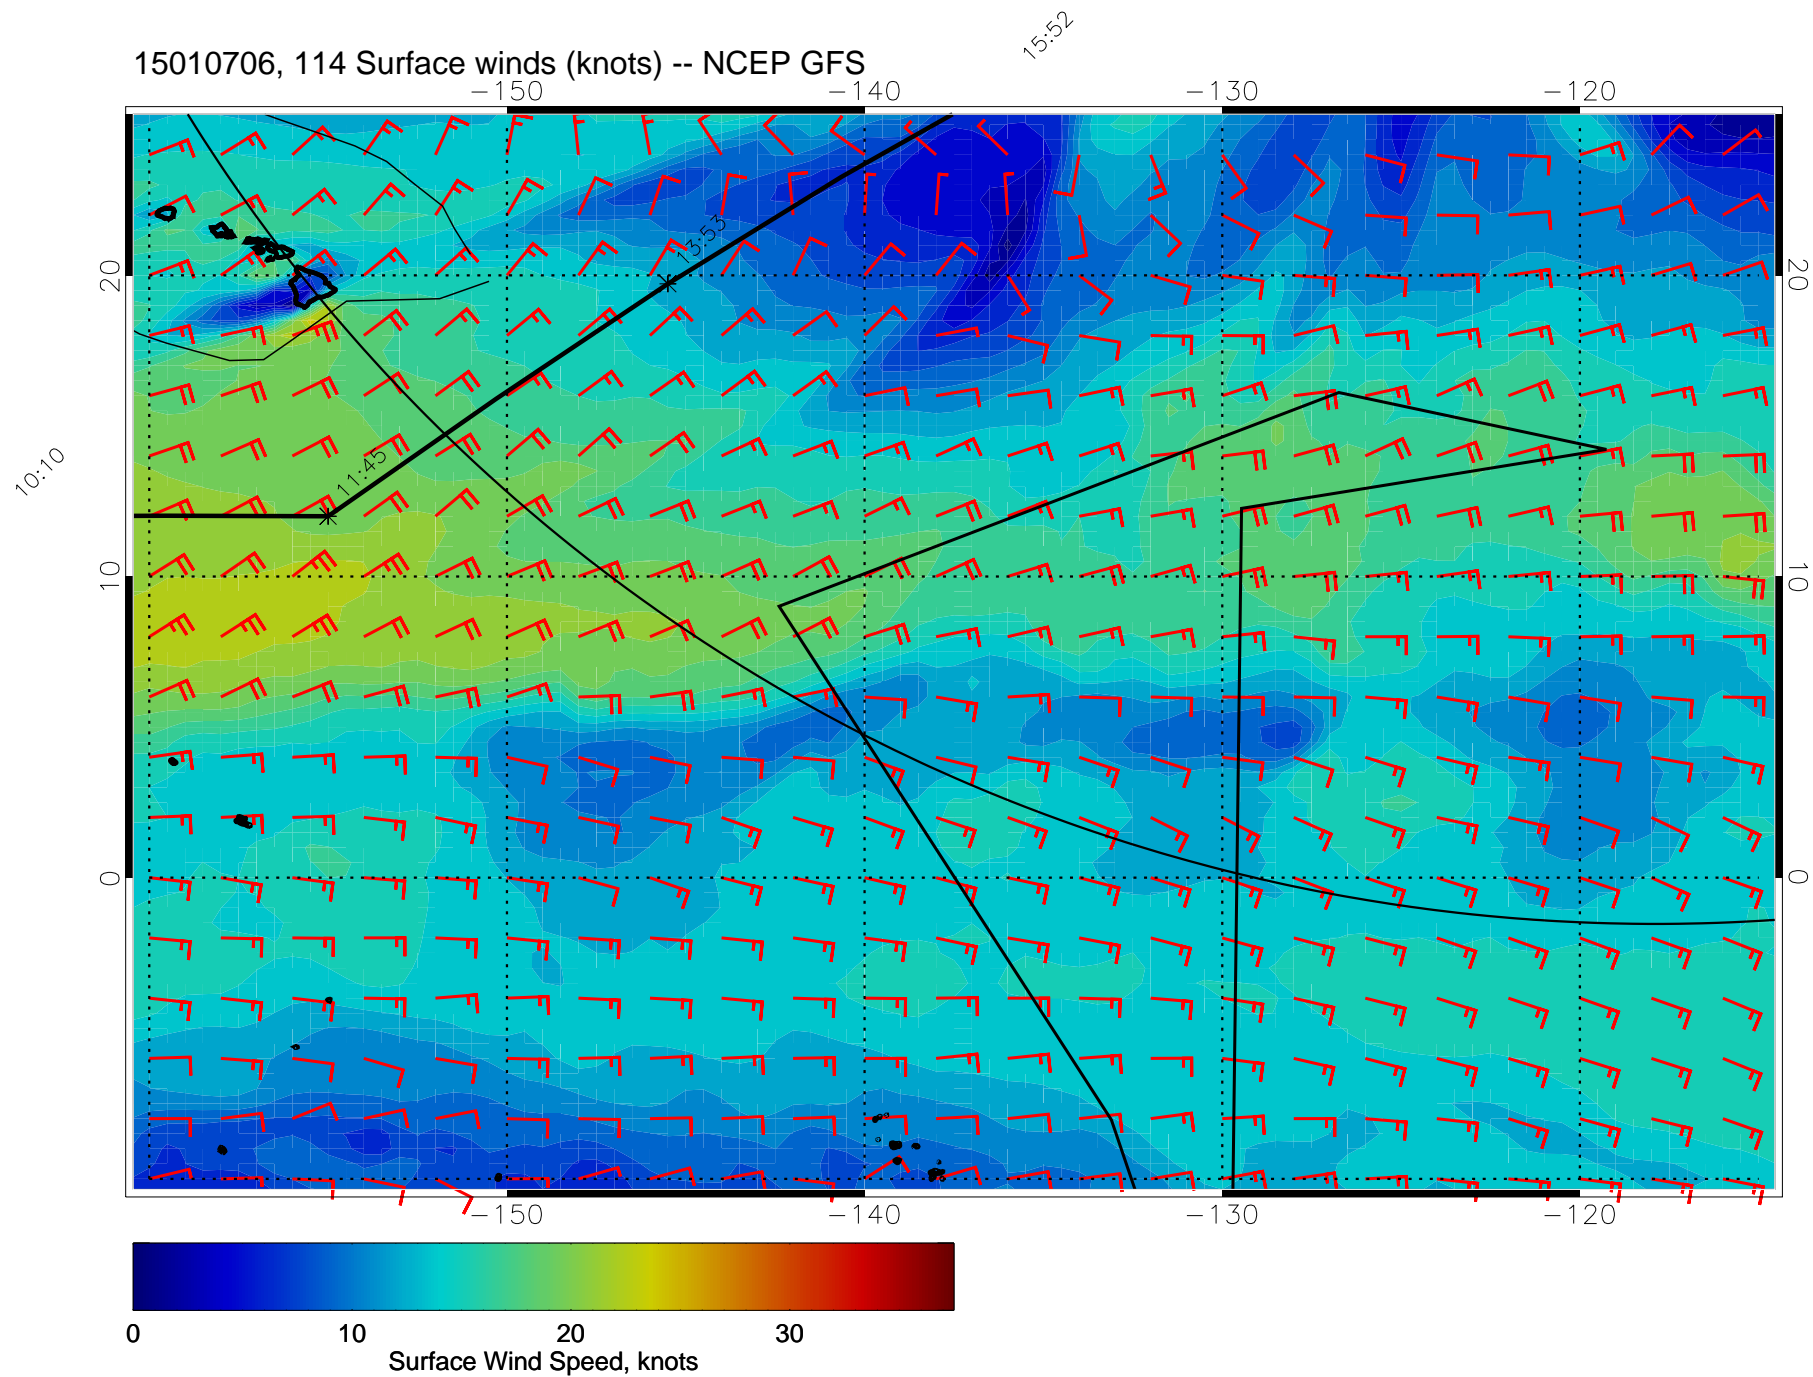 15:52
15010706, 114 Surface winds (knots) -- NCEP GFS
-150 -140 -130 -120
13:53
20 20
10:10
11:45
10 10
0 0
-150 -140 -130 -120
0 10 20 30
Surface Wind Speed, knots